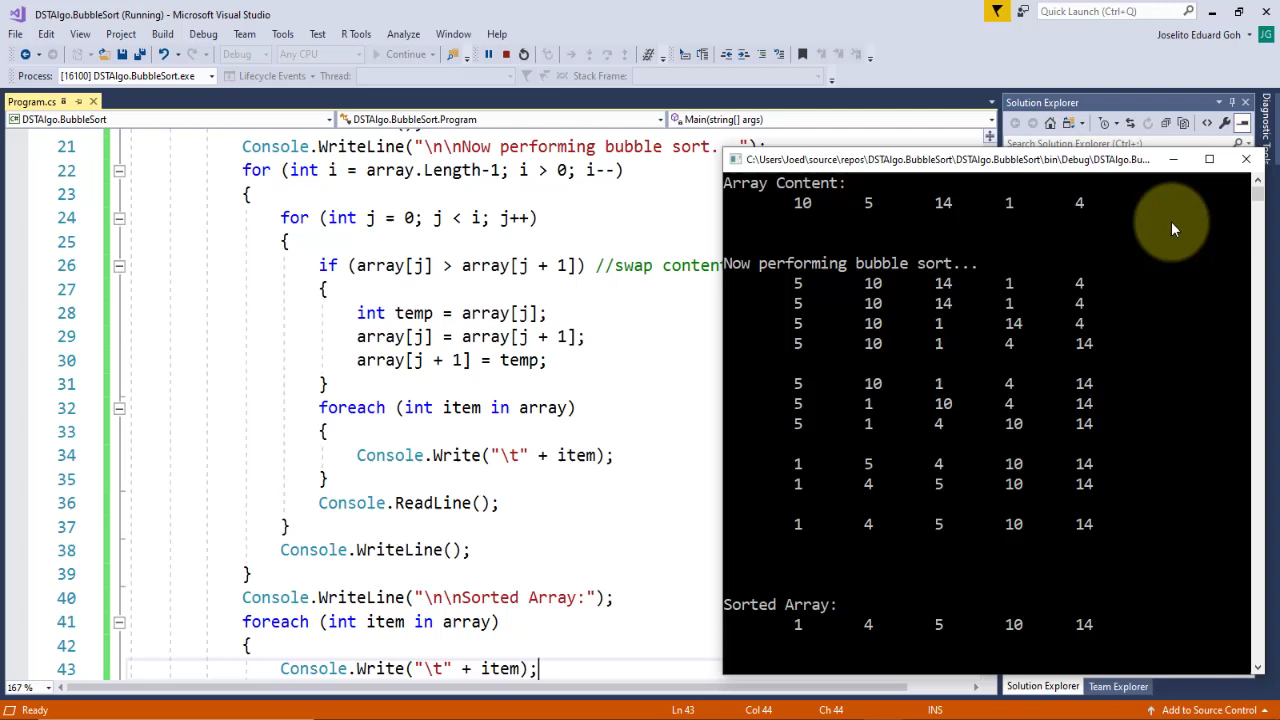 DSTAlgo.BubbleSort (Running) - Microsoft Visual Studio
Quick Launch (Ctrl+Q)
File Edit View Project Build Debug Team Tools Test R Tools Analyze Window Help
Joselito Eduard Goh JG
Debug Any CPU Continue
Process: [16100] DSTAlgo.BubbleSort.exe Lifecycle Events Thread: Stack Frame:
Program.cs
Solution Explorer
DSTAlgo.BubbleSort DSTAlgo.BubbleSort.Program Main(string[] args)
Diagnostic Tools
21 Console.WriteLine("\n\nNow performing bubble sort...");
22 for (int i = array.Length-1; i > 0; i--)
23 {
24 for (int j = 0; j < i; j++)
25 {
26 if (array[j] > array[j + 1]) //swap conten
27 {
28 int temp = array[j];
29 array[j] = array[j + 1];
30 array[j + 1] = temp;
31 }
32 foreach (int item in array)
33 {
34 Console.Write("\t" + item);
35 }
36 Console.ReadLine();
37 }
38 Console.WriteLine();
39 }
40 Console.WriteLine("\n\nSorted Array:");
41 foreach (int item in array)
42 {
43 Console.Write("\t" + item);
C:\Users\Joed\source\repos\DSTAlgo.BubbleSort\DSTAlgo.BubbleSort\bin\Debug\DSTAlgo.Bu...
Array Content:
10 5 14 1 4
Now performing bubble sort...
5 10 14 1 4
5 10 14 1 4
5 10 1 14 4
5 10 1 4 14
5 10 1 4 14
5 1 10 4 14
5 1 4 10 14
1 5 4 10 14
1 4 5 10 14
1 4 5 10 14
Sorted Array:
1 4 5 10 14
167 %
Solution Explorer Team Explorer
Ready Ln 43 Col 44 Ch 44 INS Add to Source Control